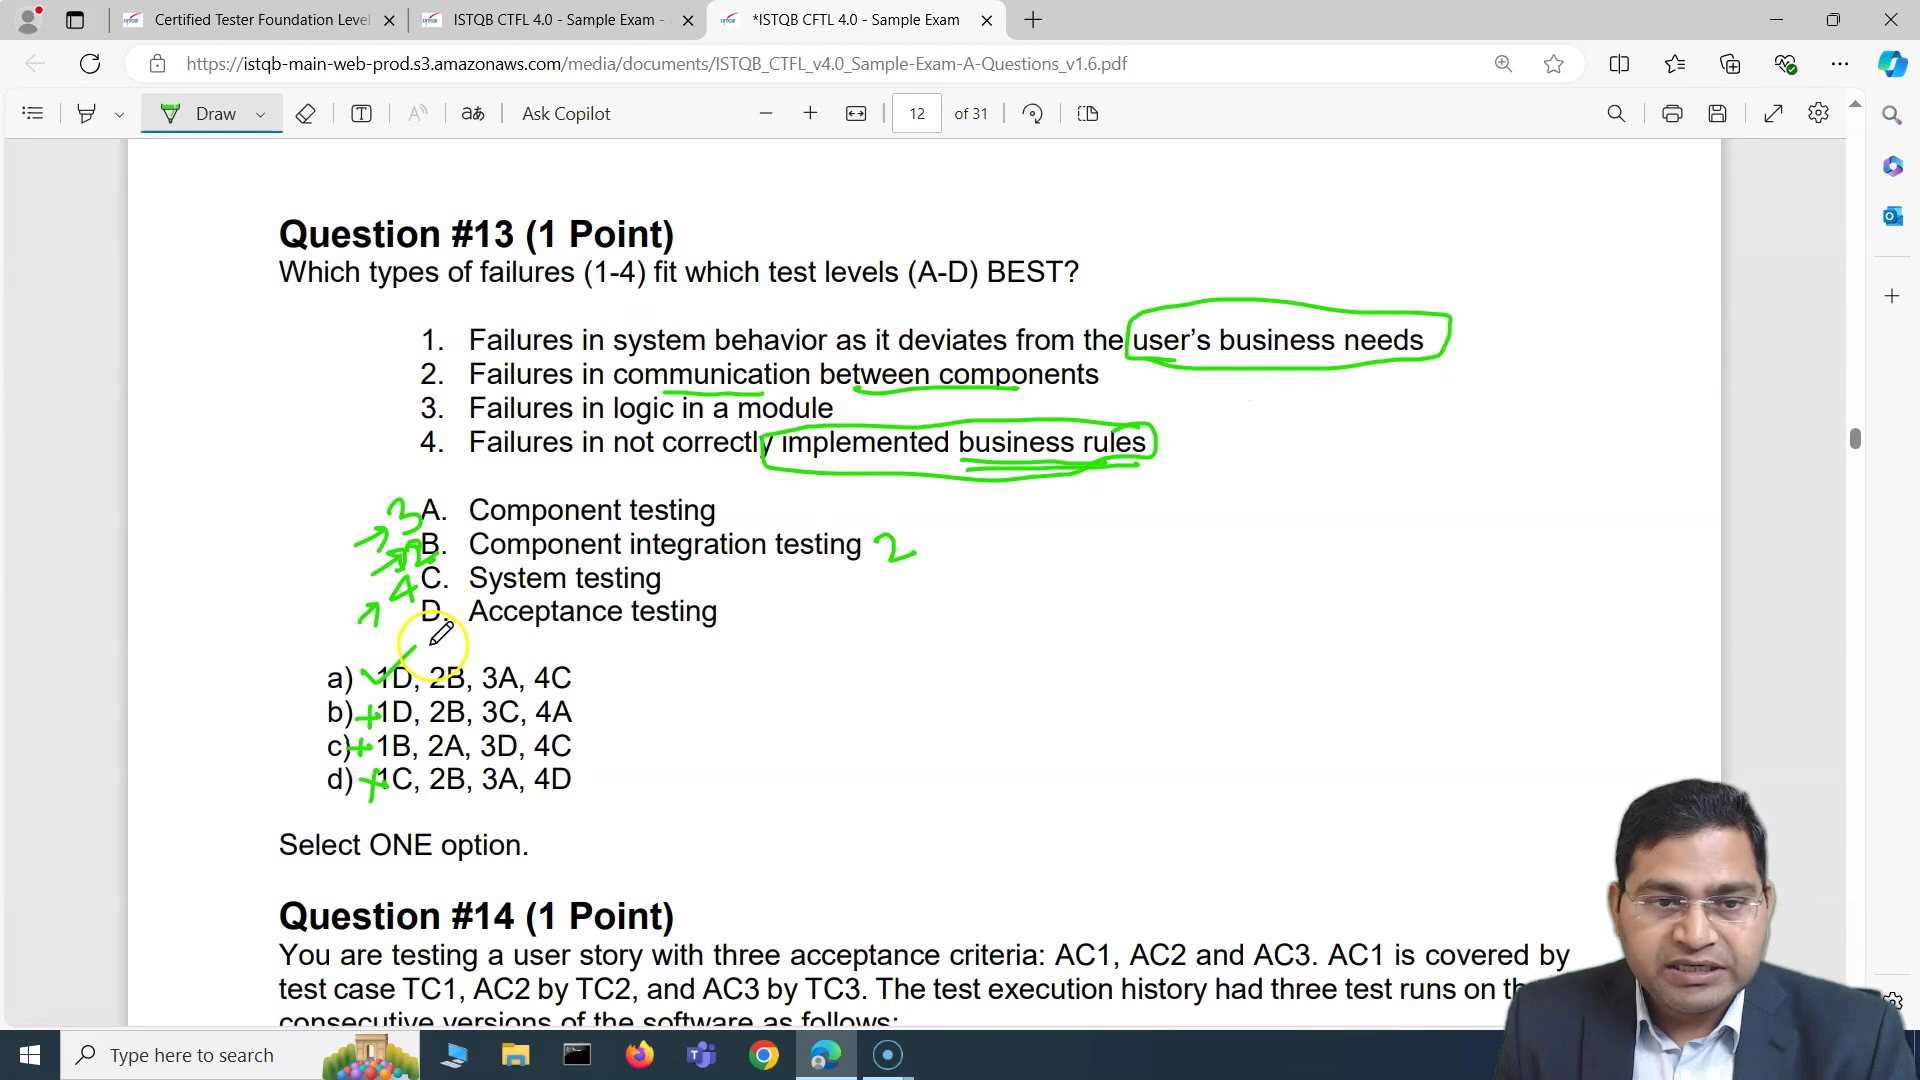 Certified Tester Foundation Level
ISTQB CTFL 4.0 - Sample Exam -
*ISTQB CFTL 4.0 - Sample Exam
https://istqb-main-web-prod.s3.amazonaws.com/media/documents/ISTQB_CTFL_v4.0_Sample-Exam-A-Questions_v1.6.pdf
Draw
Ask Copilot
12 of 31
Question #13 (1 Point)
Which types of failures (1-4) fit which test levels (A-D) BEST?
1. Failures in system behavior as it deviates from the user’s business needs
2. Failures in communication between components
3. Failures in logic in a module
4. Failures in not correctly implemented business rules
3 A. Component testing
2 B. Component integration testing 2
4 C. System testing
D. Acceptance testing
a) 1D, 2B, 3A, 4C
b) 1D, 2B, 3C, 4A
c) 1B, 2A, 3D, 4C
d) 1C, 2B, 3A, 4D
Select ONE option.
Question #14 (1 Point)
You are testing a user story with three acceptance criteria: AC1, AC2 and AC3. AC1 is covered by
test case TC1, AC2 by TC2, and AC3 by TC3. The test execution history had three test runs on
consecutive versions of the software as follows:
Type here to search